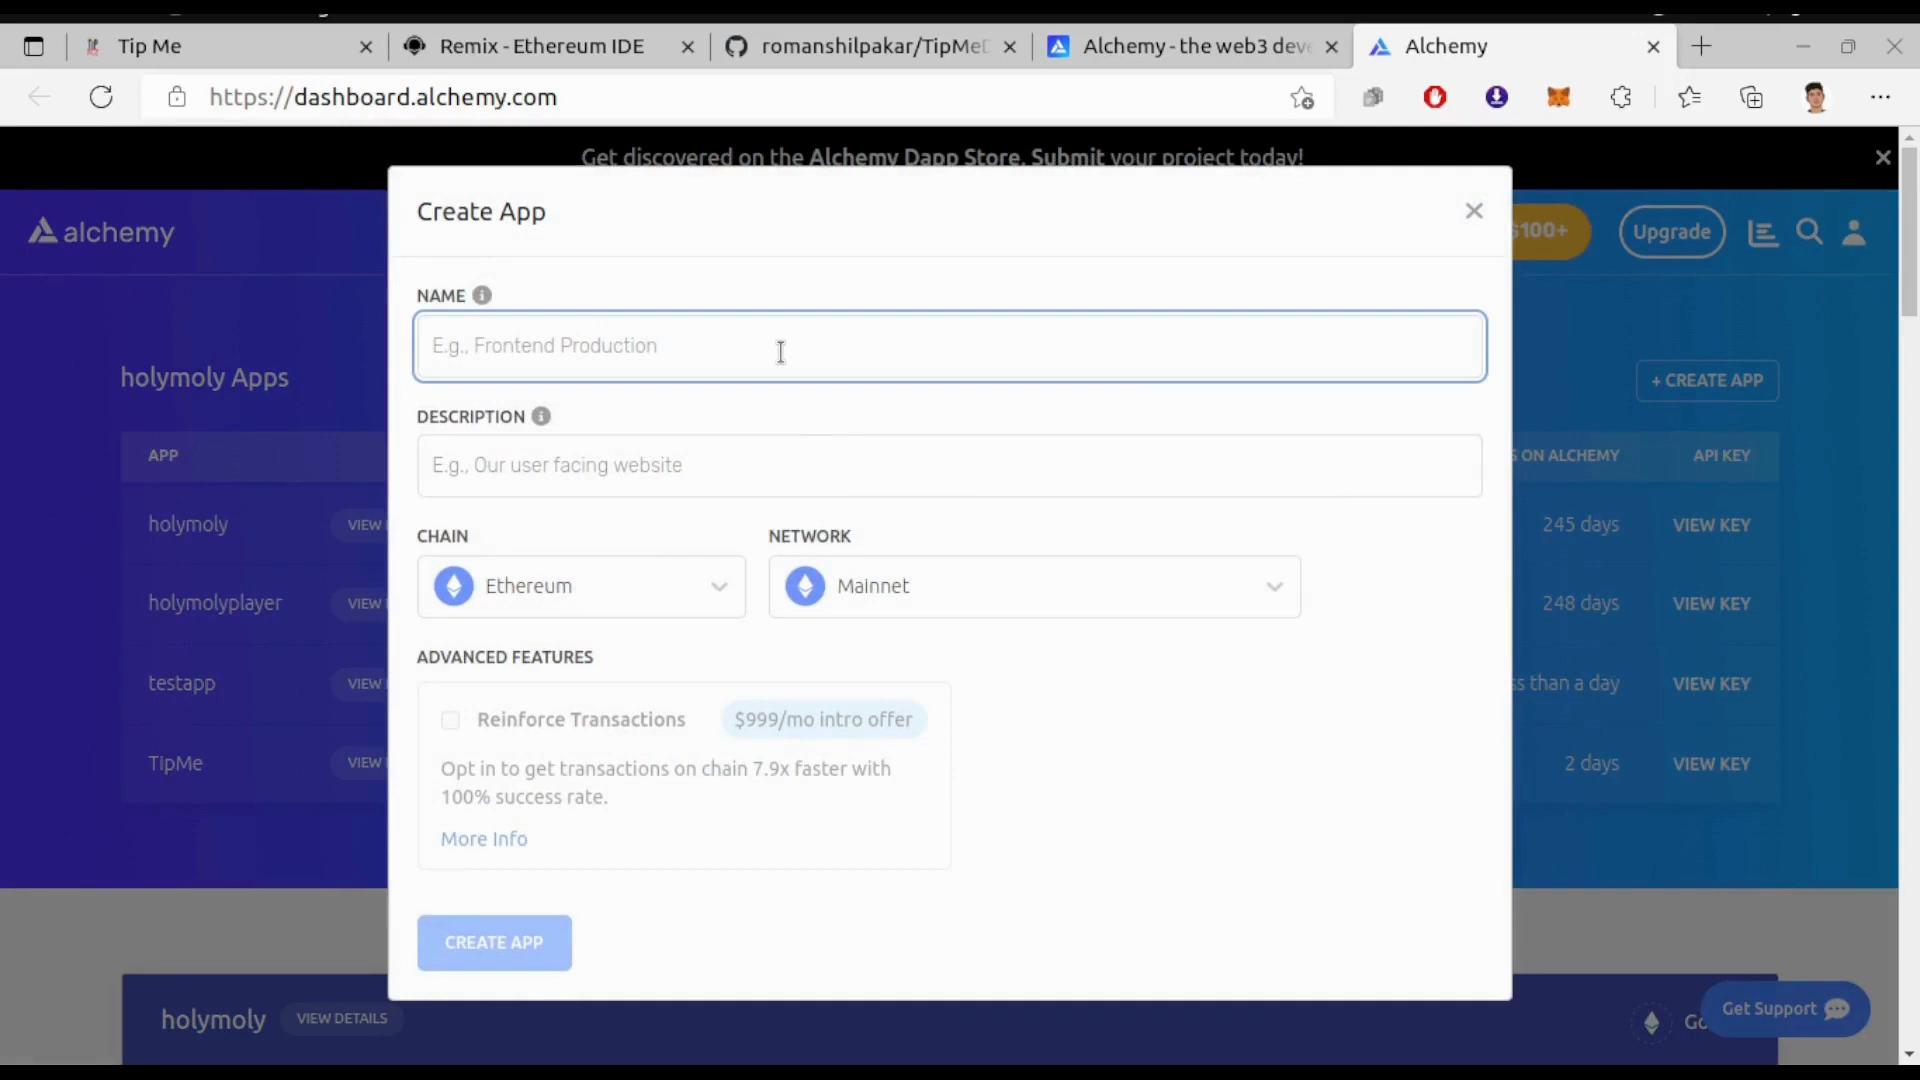 Tip Me
Remix - Ethereum IDE
romanshilpakar/TipMe
Alchemy - the web3 deve
Alchemy
https://dashboard.alchemy.com
Get discovered on the Alchemy Dapp Store. Submit your project today!
alchemy
$100+
Upgrade
Create App
NAME
E.g., Frontend Production
holymoly Apps
+ CREATE APP
DESCRIPTION
E.g., Our user facing website
APP
S ON ALCHEMY
API KEY
holymoly
VIEW
245 days
VIEW KEY
CHAIN
NETWORK
Ethereum
Mainnet
holymolyplayer
VIEW
248 days
VIEW KEY
ADVANCED FEATURES
testapp
VIEW
ss than a day
VIEW KEY
Reinforce Transactions
$999/mo intro offer
Opt in to get transactions on chain 7.9x faster with
100% success rate.
TipMe
VIEW
2 days
VIEW KEY
More Info
CREATE APP
holymoly
VIEW DETAILS
Go
Get Support